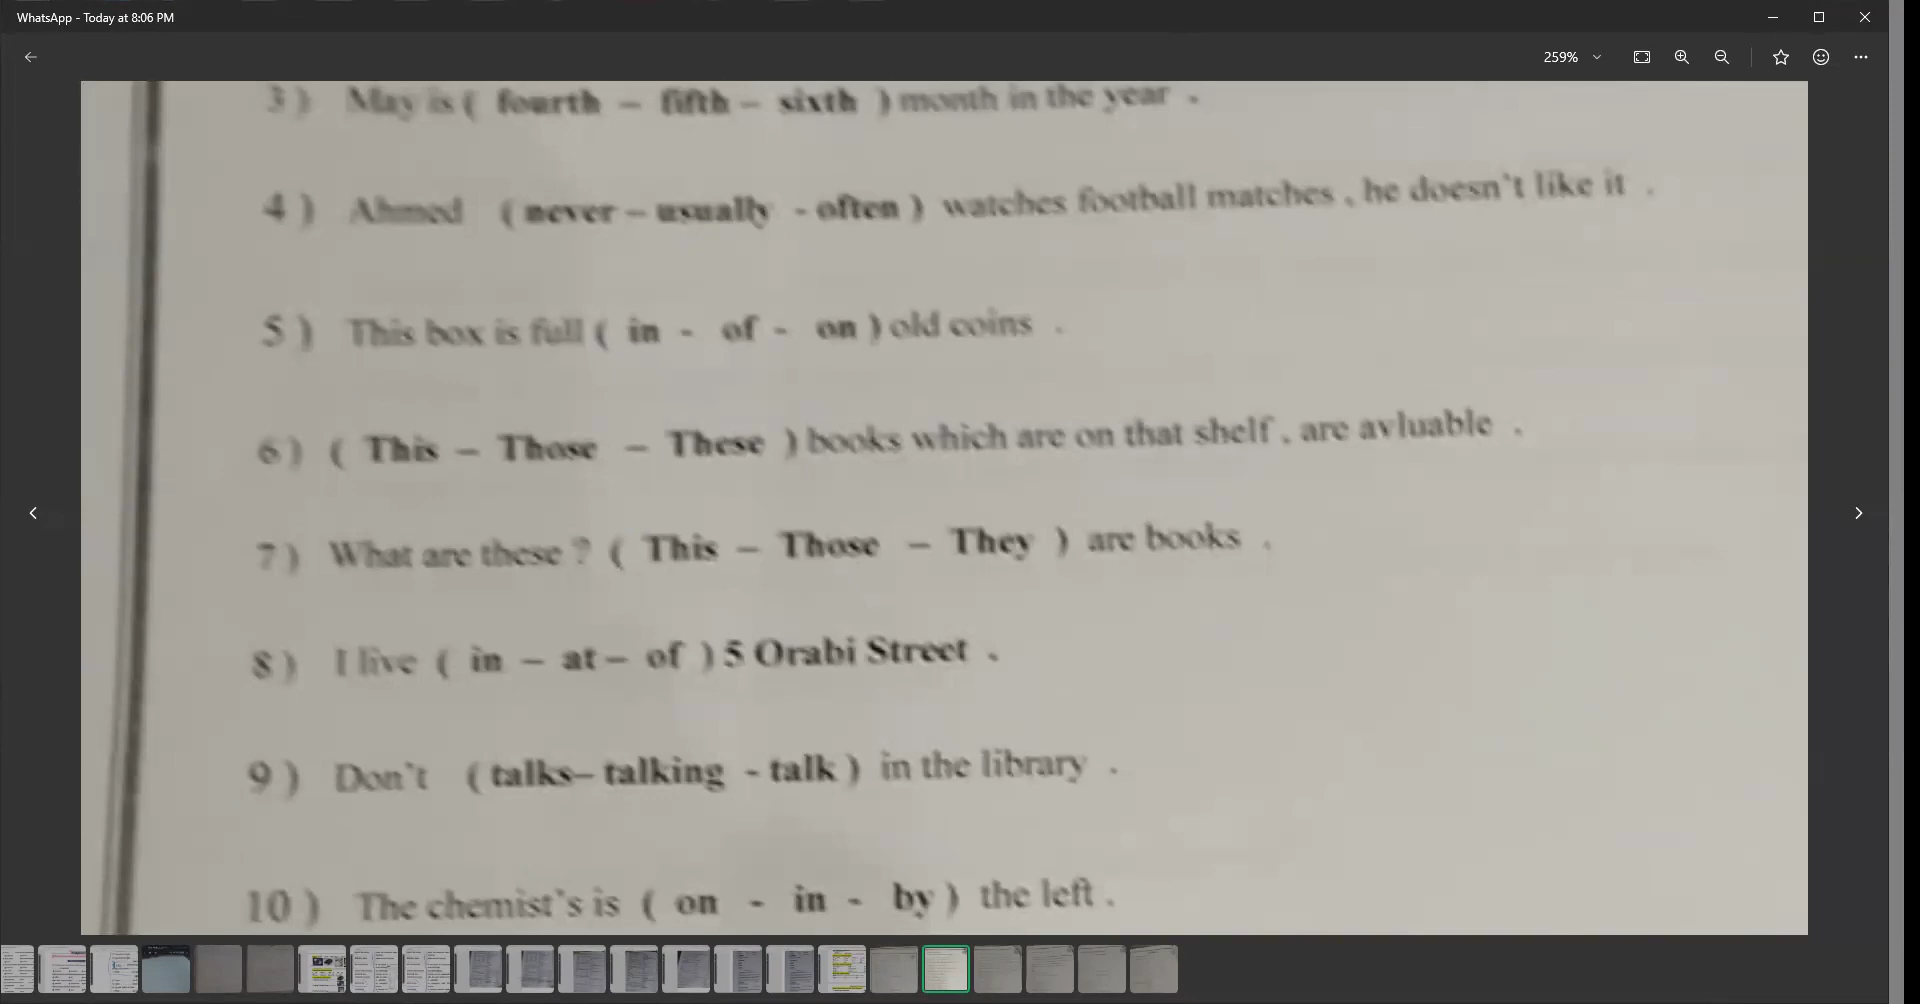 WhatsApp - Today at 8:06 PM
259%
3 ) May is ( fourth – fifth – sixth ) month in the year .
4 ) Ahmed ( never – usually - often ) watches football matches , he doesn't like it .
5 ) This box is full ( in - of - on ) old coins .
6 ) ( This – Those – These ) books which are on that shelf , are avluable .
7 ) What are these ? ( This – Those – They ) are books .
8 ) I live ( in – at – of ) 5 Orabi Street .
9 ) Don't ( talks– talking - talk ) in the library .
10 ) The chemist's is ( on - in - by ) the left .